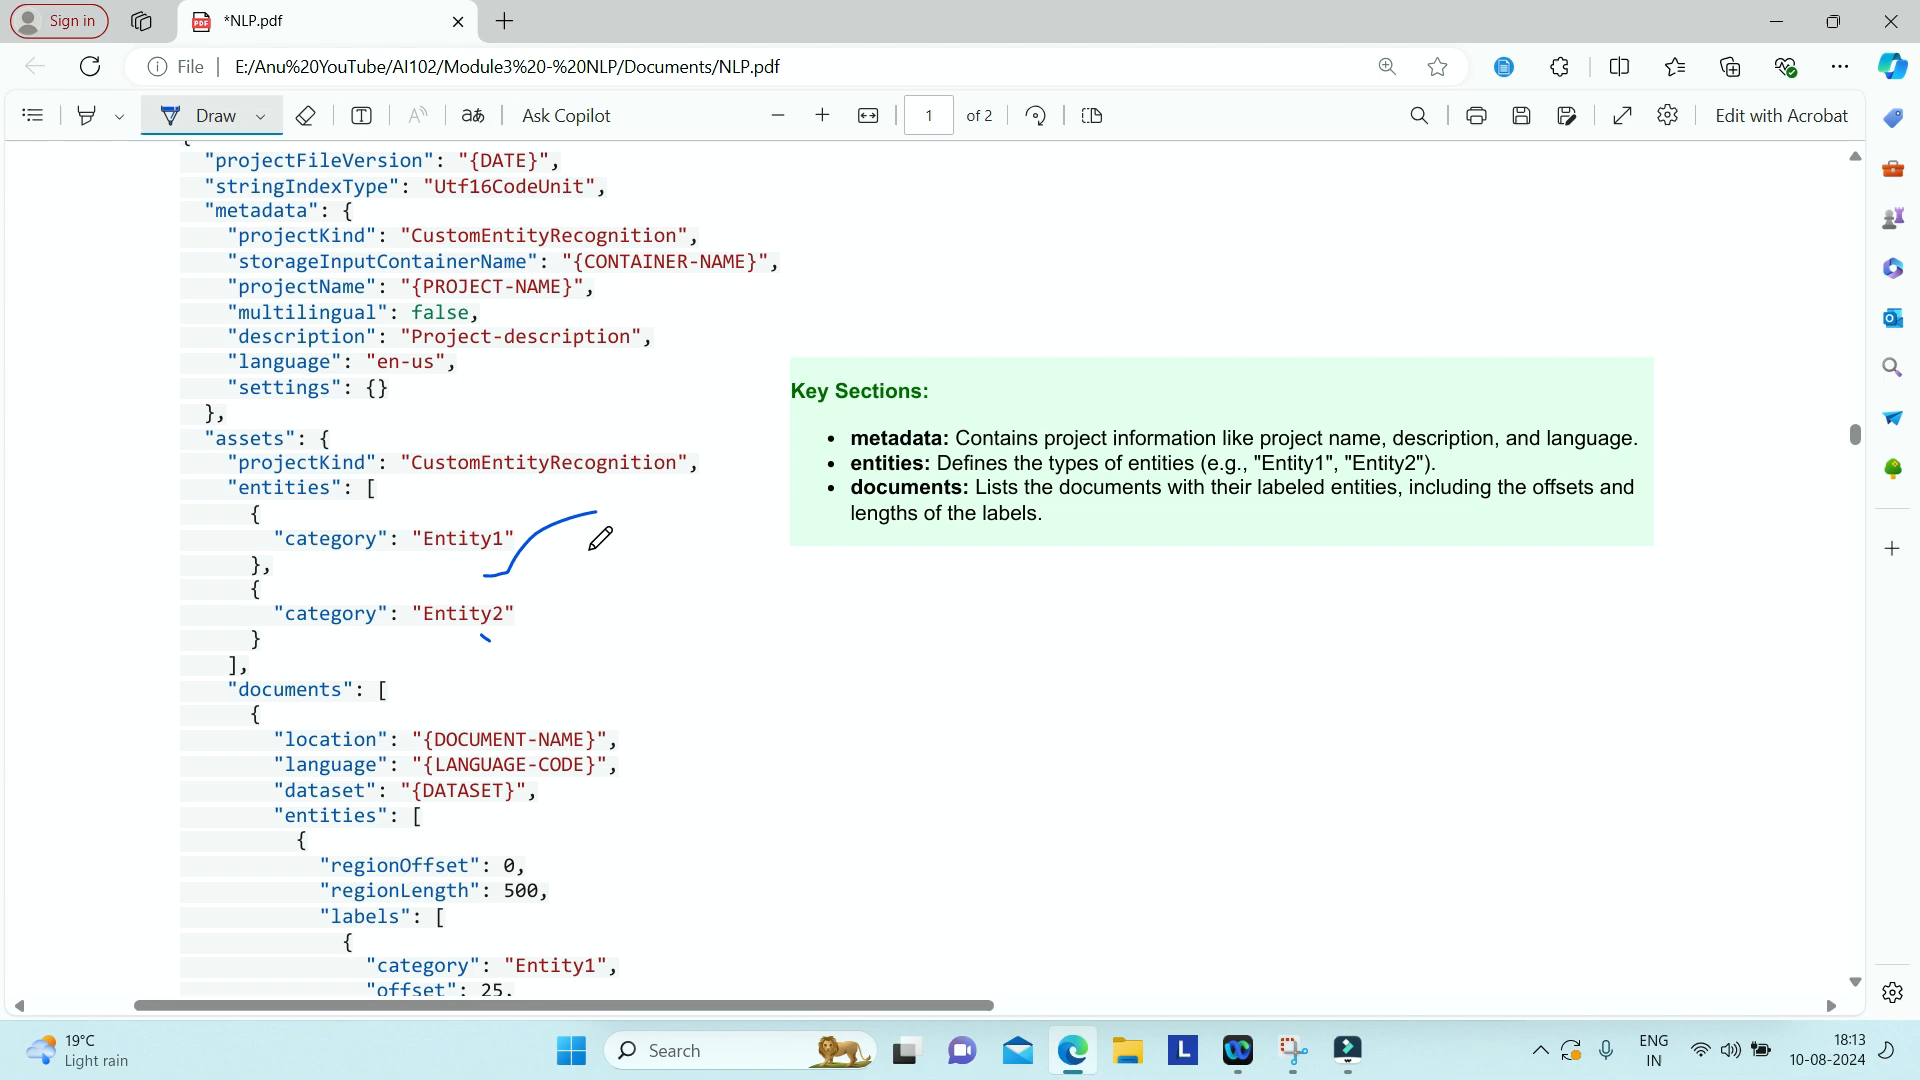 Sign in
*NLP.pdf
File
E:/Anu%20YouTube/AI102/Module3%20-%20NLP/Documents/NLP.pdf
Draw
Ask Copilot
1
of 2
Edit with Acrobat
{
"projectFileVersion": "{DATE}",
"stringIndexType": "Utf16CodeUnit",
"metadata": {
"projectKind": "CustomEntityRecognition",
"storageInputContainerName": "{CONTAINER-NAME}",
"projectName": "{PROJECT-NAME}",
"multilingual": false,
"description": "Project-description",
"language": "en-us",
"settings": {}
},
"assets": {
"projectKind": "CustomEntityRecognition",
"entities": [
{
"category": "Entity1"
},
{
"category": "Entity2"
}
],
"documents": [
{
"location": "{DOCUMENT-NAME}",
"language": "{LANGUAGE-CODE}",
"dataset": "{DATASET}",
"entities": [
{
"regionOffset": 0,
"regionLength": 500,
"labels": [
{
"category": "Entity1",
"offset": 25,
Key Sections:
• metadata: Contains project information like project name, description, and language.
• entities: Defines the types of entities (e.g., "Entity1", "Entity2").
• documents: Lists the documents with their labeled entities, including the offsets and
lengths of the labels.
19°C
Light rain
Search
ENG
IN
18:13
10-08-2024